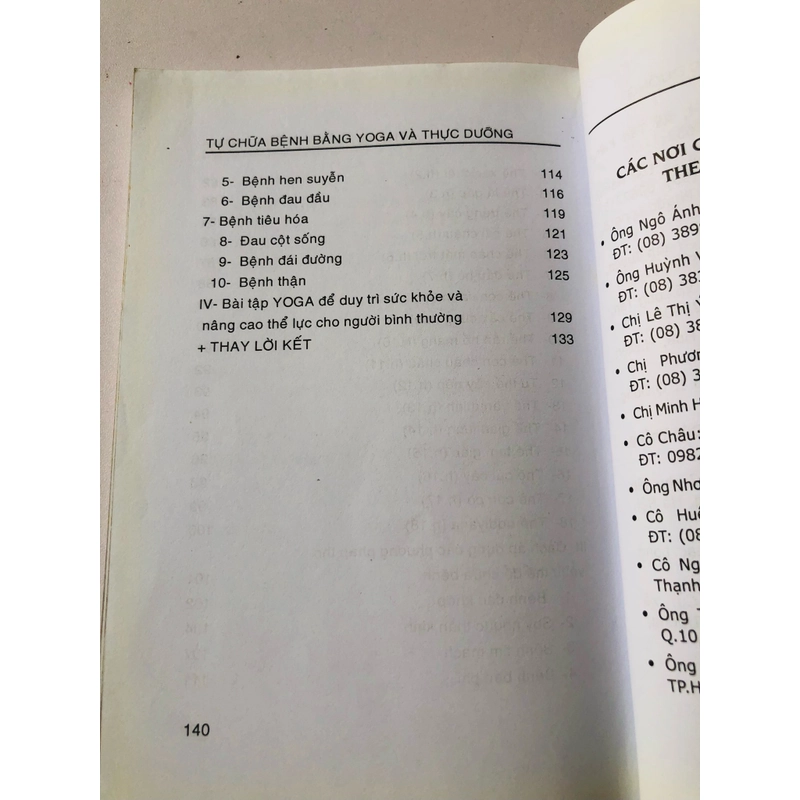 TỰ CHỮA BỆNH BẰNG YOGA VÀ THỰC DƯỠNG
5- Bệnh hen suyễn 114
6- Bệnh đau đầu 116
7- Bệnh tiêu hóa 119
8- Đau cột sống 121
9- Bệnh đái đường 123
10- Bệnh thận 125
IV- Bài tập YOGA để duy trì sức khỏe và
nâng cao thể lực cho người bình thường 129
+ THAY LỜI KẾT 133
140
CÁC NƠI
THE
• Ông Ngô Ánh
ĐT: (08) 389
• Ông Huỳnh
ĐT: (08) 38
• Chị Lê Thị
ĐT: (08) 38
• Chị Phươn
ĐT: (08) 3
• Chị Minh H
• Cô Châu:
ĐT: 0982
• Ông Nhơ
• Cô Huê
ĐT: (08
• Cô Ng
Thạnh
• Ông
Q.10
• Ông
TP.H